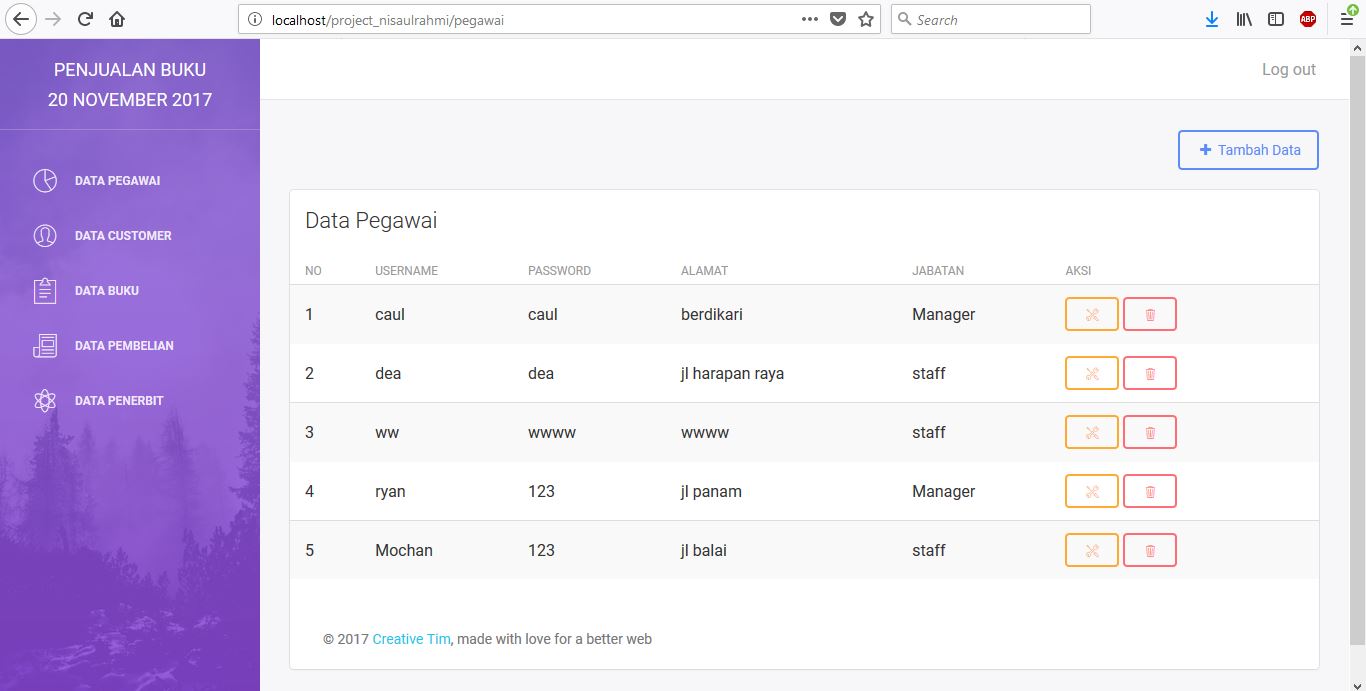 localhost/project_nisaulrahmi/pegawai
Search
ABP
PENJUALAN BUKU
20 NOVEMBER 2017
Log out
Tambah Data
DATA PEGAWAI
DATA CUSTOMER
DATA BUKU
DATA PEMBELIAN
DATA PENERBIT
Data Pegawai
NO USERNAME PASSWORD ALAMAT JABATAN AKSI
1 caul caul berdikari Manager
2 dea dea jl harapan raya staff
3 ww wwww wwww staff
4 ryan 123 jl panam Manager
5 Mochan 123 jl balai staff
© 2017 Creative Tim, made with love for a better web